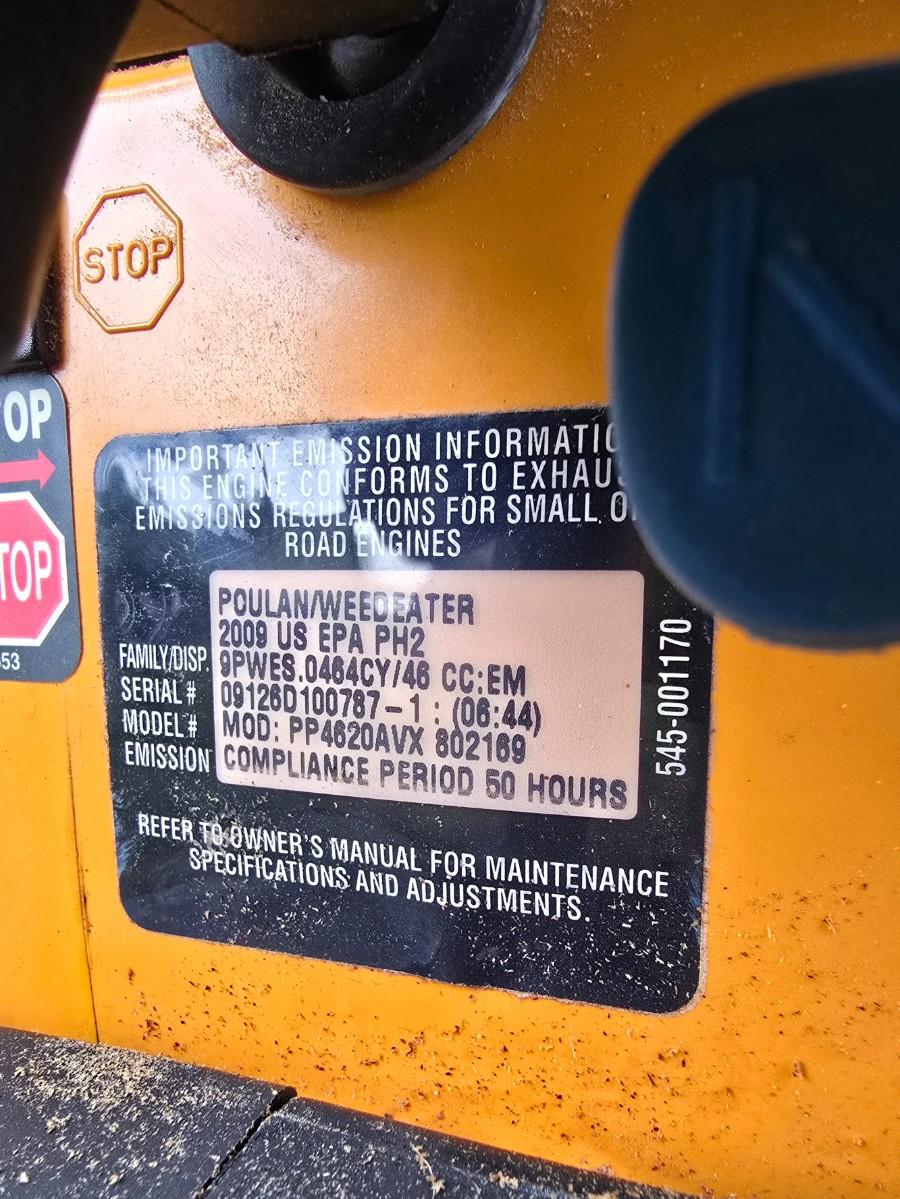 STOP
OP
TOP
53
IMPORTANT EMISSION INFORMATIO
THIS ENGINE CONFORMS TO EXHAUS
EMISSIONS REGULATIONS FOR SMALL O
ROAD ENGINES
POULAN/WEEDEATER
2009 US EPA PH2
FAMILY/DISP. 9PWES.0464CY/46 CC:EM
SERIAL # 09126D100787-1 : (06:44)
MODEL # MOD: PP4620AVX 802169
EMISSION COMPLIANCE PERIOD 50 HOURS
545-001170
REFER TO OWNER'S MANUAL FOR MAINTENANCE
SPECIFICATIONS AND ADJUSTMENTS.